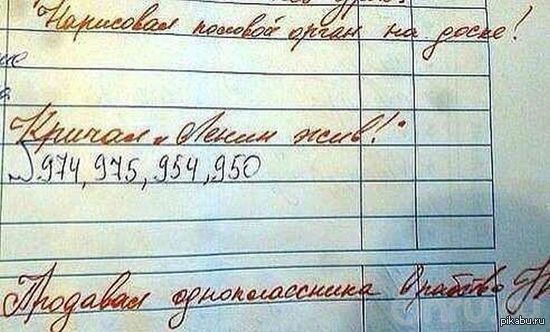 Нарисовал половой орган на доске!
Кричал „Ленин жив!"
974, 975, 954, 950
Продавал одноклассника в рабство
pikabu.ru